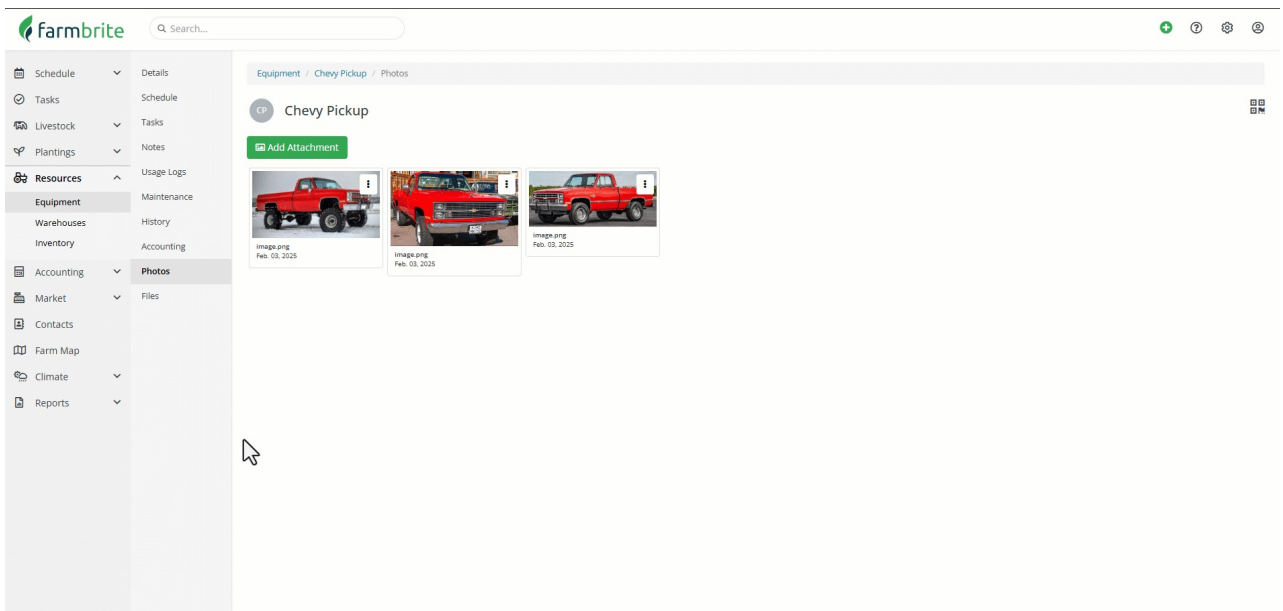 farmbrite
Search...
Schedule
Tasks
Livestock
Plantings
Resources
Equipment
Warehouses
Inventory
Accounting
Market
Contacts
Farm Map
Climate
Reports
Details
Schedule
Tasks
Notes
Usage Logs
Maintenance
History
Accounting
Photos
Files
Equipment / Chevy Pickup / Photos
CP
Chevy Pickup
Add Attachment
image.png
Feb. 03, 2025
image.png
Feb. 03, 2025
image.png
Feb. 03, 2025